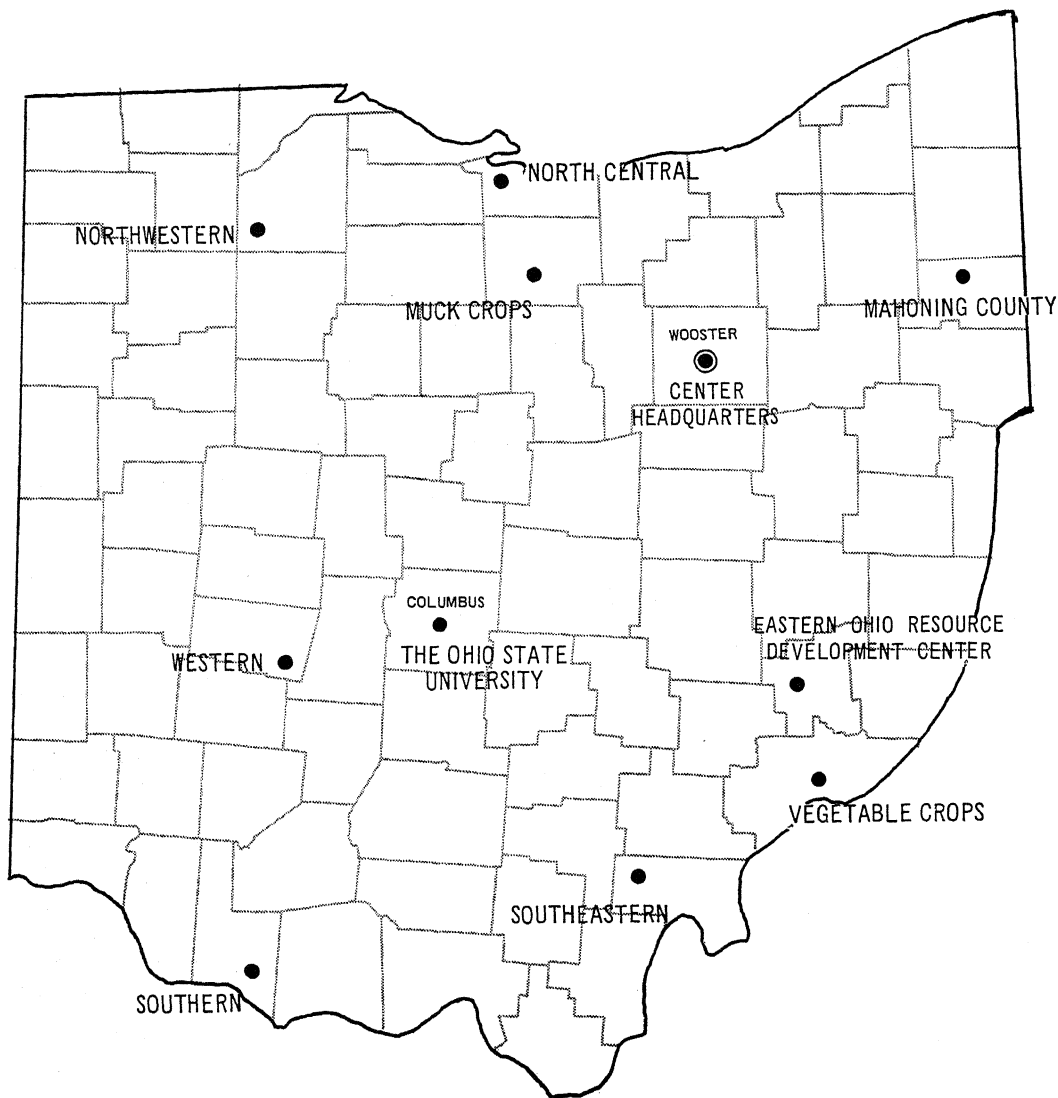 NORTH CENTRAL
NORTHWESTERN
MUCK CROPS
MAHONING COUNTY
WOOSTER
CENTER
HEADQUARTERS
COLUMBUS
THE OHIO STATE
UNIVERSITY
EASTERN OHIO RESOURCE
DEVELOPMENT CENTER
WESTERN
VEGETABLE CROPS
SOUTHEASTERN
SOUTHERN